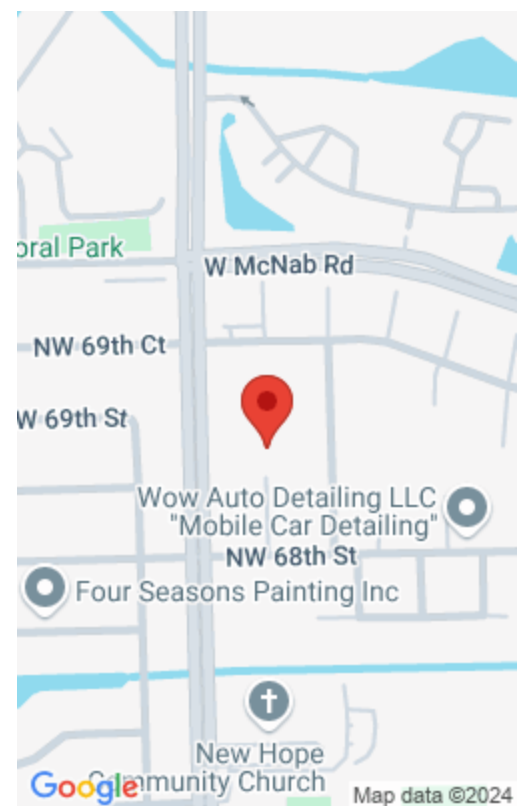 oral Park
W McNab Rd
NW 69th Ct
W 69th St
Wow Auto Detailing LLC
"Mobile Car Detailing"
NW 68th St
Four Seasons Painting Inc
New Hope
Community Church
Google
Map data ©2024